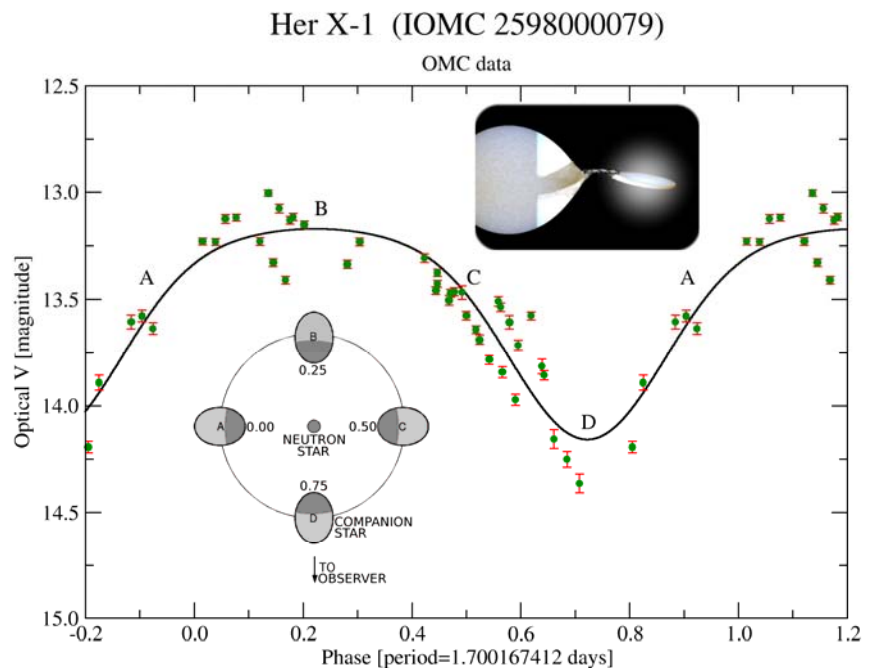 Her X-1 (IOMC 2598000079)
OMC data
12.5
13.0
13.5
14.0
14.5
15.0
Optical V [magnitude]
A
B
C
D
A
B
0.25
A
0.00
NEUTRON
STAR
0.50
C
0.75
D
COMPANION
STAR
TO
OBSERVER
-0.2
0.0
0.2
0.4
0.6
0.8
1.0
1.2
Phase [period=1.700167412 days]